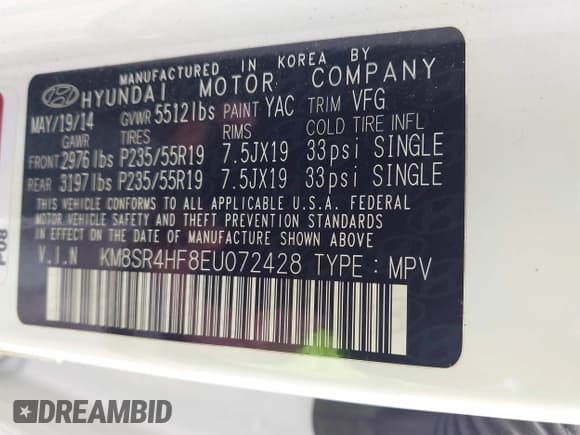 MANUFACTURED IN KOREA BY
HYUNDAI MOTOR COMPANY
MAY/19/14 GVWR 5512lbs PAINT YAC TRIM VFG
GAWR TIRES RIMS COLD TIRE INFL
FRONT 2976lbs P235/55R19 7.5JX19 33psi SINGLE
REAR 3197lbs P235/55R19 7.5JX19 33psi SINGLE
THIS VEHICLE CONFORMS TO ALL APPLICABLE U.S.A. FEDERAL
MOTOR VEHICLE SAFETY AND THEFT PREVENTION STANDARDS
IN EFFECT ON THE DATE OF MANUFACTURE SHOWN ABOVE
V.I.N KM8SR4HF8EU072428 TYPE : MPV
DREAMBID